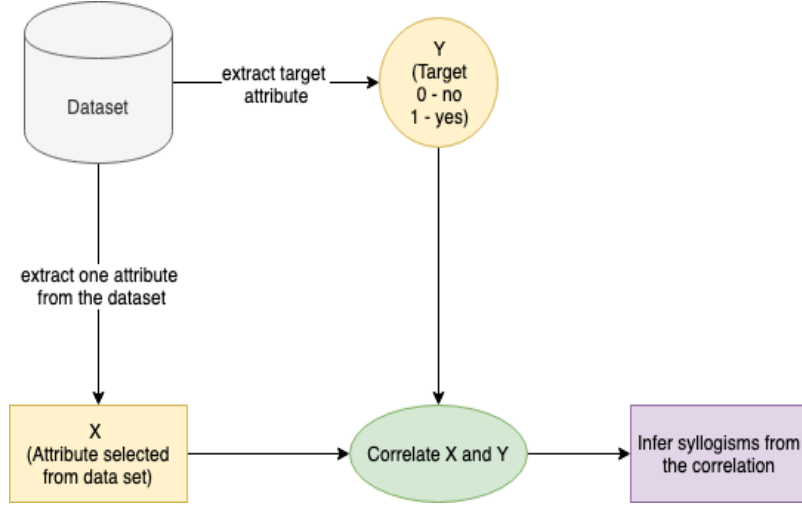 Dataset
extract target
attribute
Y
(Target
0 - no
1 - yes)
extract one attribute
from the dataset
X
(Attribute selected
from data set)
Correlate X and Y
Infer syllogisms from
the correlation